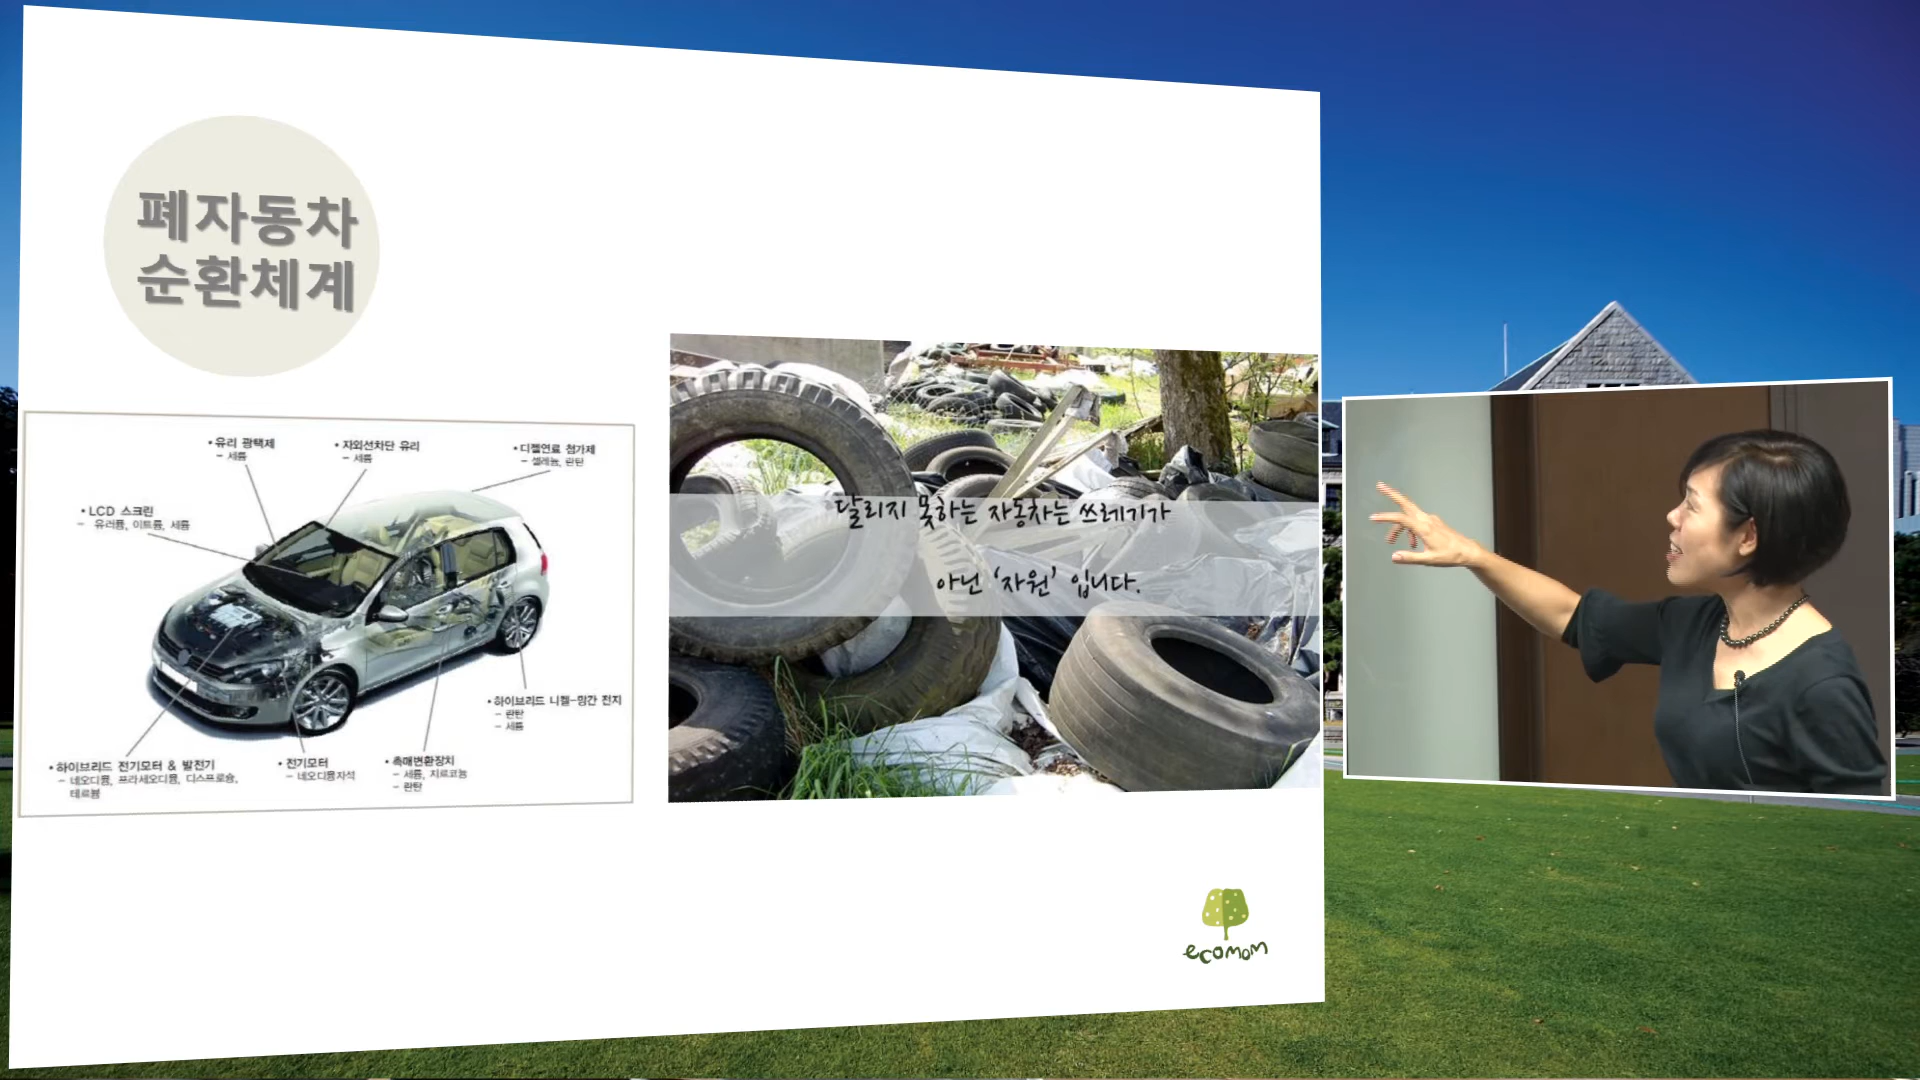 폐자동차
순환체계
• 유리 광택제
– 세륨
• 자외선차단 유리
– 세륨
• 디젤연료 첨가제
– 셀레늄, 란탄
• LCD 스크린
– 유러퓸, 이트륨, 세륨
• 하이브리드 니켈-망간 전지
– 란탄
– 세륨
• 하이브리드 전기모터 & 발전기
– 네오디뮴, 프라세오디뮴, 디스프로슘,
테르븀
• 전기모터
– 네오디뮴자석
• 촉매변환장치
– 세륨, 지르코늄
– 란탄
달리지 못하는 자동차는 쓰레기가
아닌 ‘자원’ 입니다.
ecomom